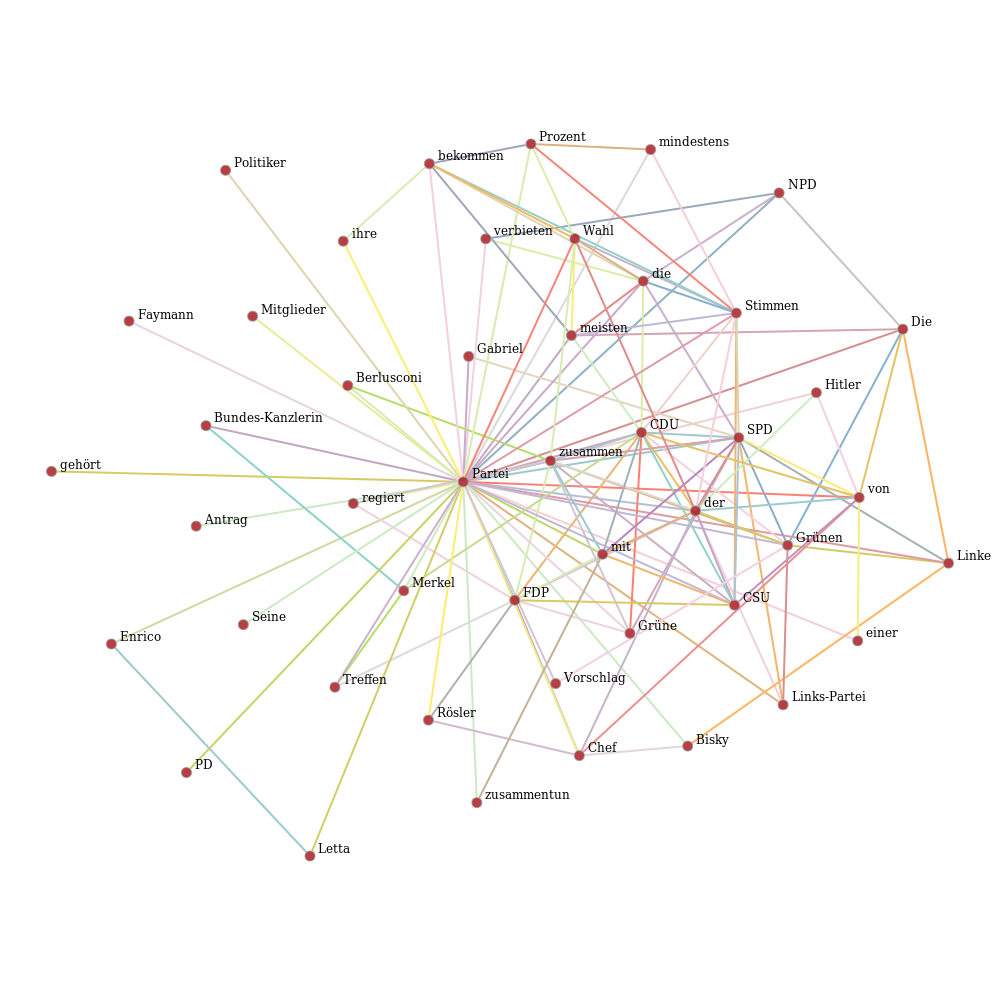 Prozent
mindestens
bekommen
Politiker
NPD
ihre
verbieten
Wahl
die
Stimmen
Mitglieder
Faymann
Die
meisten
Gabriel
Berlusconi
Hitler
Bundes-Kanzlerin
CDU
SPD
zusammen
gehört
Partei
von
regiert
der
Antrag
Grünen
mit
Linke
Merkel
FDP
CSU
Seine
Grüne
einer
Enrico
Treffen
Vorschlag
Links-Partei
Rösler
Bisky
Chef
PD
zusammentun
Letta